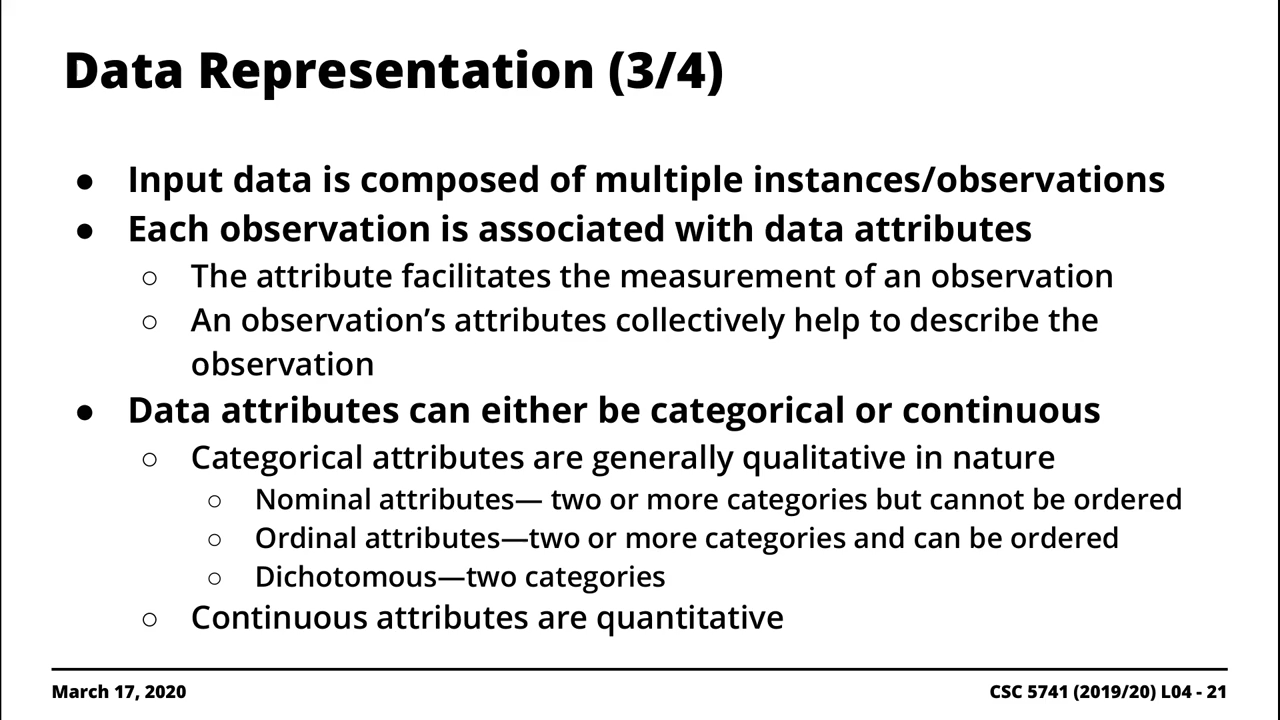 Data Representation (3/4)
● Input data is composed of multiple instances/observations
● Each observation is associated with data attributes
○ The attribute facilitates the measurement of an observation
○ An observation’s attributes collectively help to describe the
observation
● Data attributes can either be categorical or continuous
○ Categorical attributes are generally qualitative in nature
○ Nominal attributes— two or more categories but cannot be ordered
○ Ordinal attributes—two or more categories and can be ordered
○ Dichotomous—two categories
○ Continuous attributes are quantitative
March 17, 2020
CSC 5741 (2019/20) L04 - 21